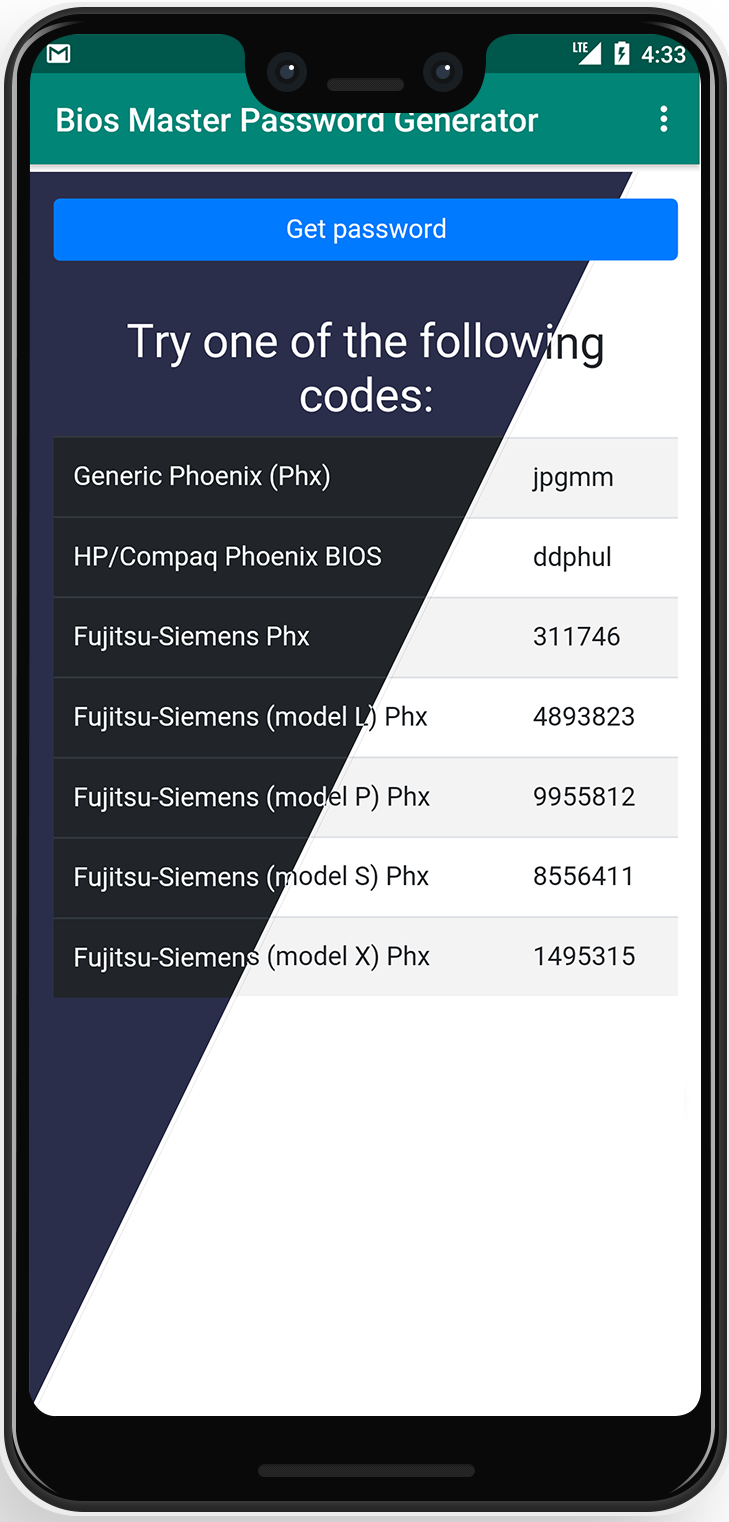 LTE 4:33
Bios Master Password Generator
Get password
Try one of the following
codes:
Generic Phoenix (Phx) jpgmm
HP/Compaq Phoenix BIOS ddphul
Fujitsu-Siemens Phx 311746
Fujitsu-Siemens (model L) Phx 4893823
Fujitsu-Siemens (model P) Phx 9955812
Fujitsu-Siemens (model S) Phx 8556411
Fujitsu-Siemens (model X) Phx 1495315